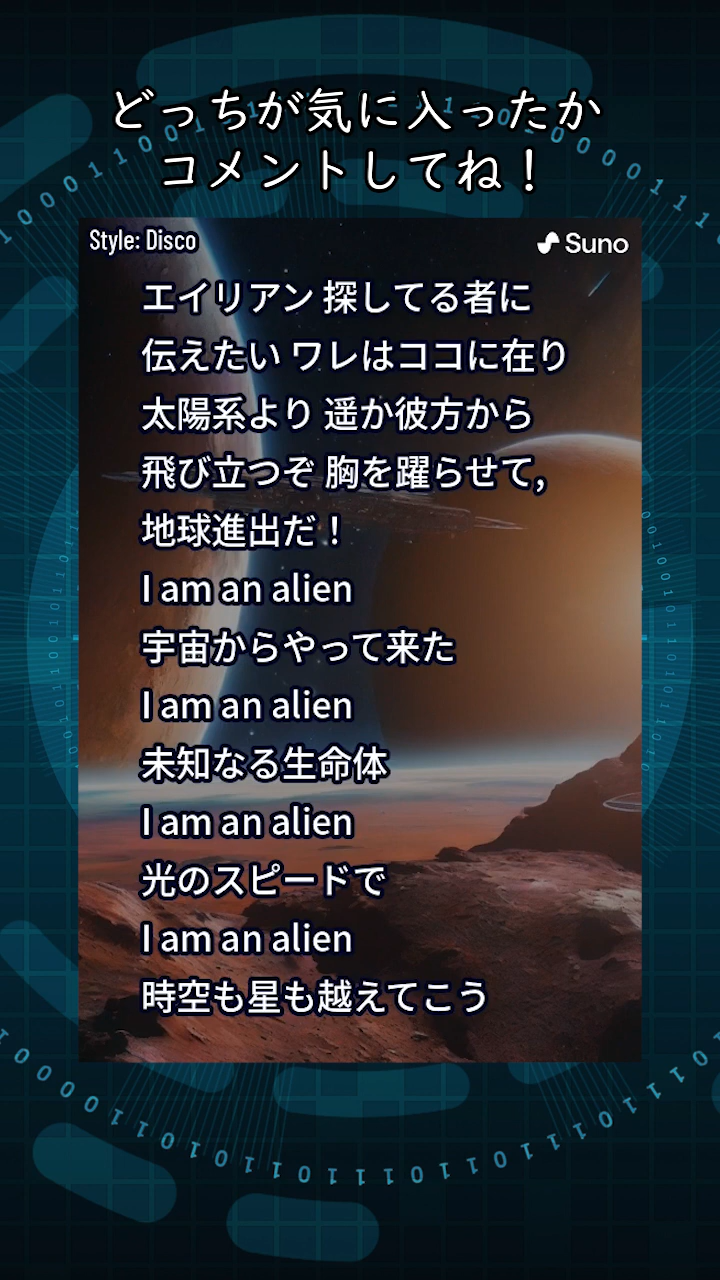 どっちが気に入ったか
コメントしてね！
Style: Disco
Suno
エイリアン 探してる者に
伝えたい ワレはココに在り
太陽系より 遥か彼方から
飛び立つぞ 胸を躍らせて,
地球進出だ！
I am an alien
宇宙からやって来た
I am an alien
未知なる生命体
I am an alien
光のスピードで
I am an alien
時空も星も越えてこう